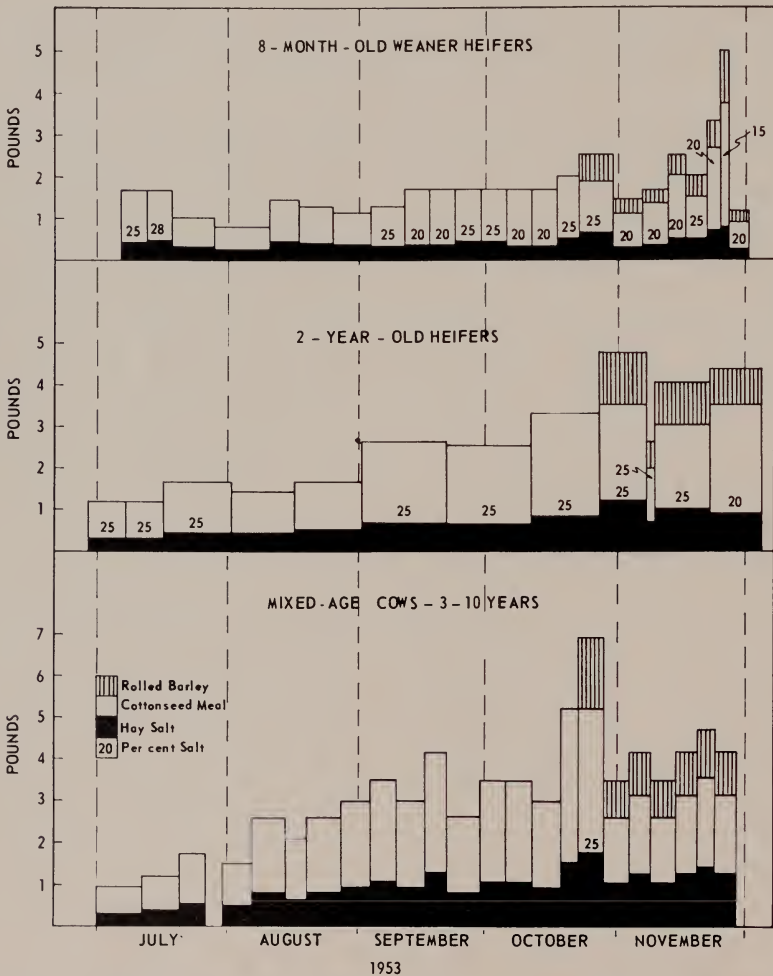 8 - MONTH - OLD WEANER HEIFERS
5
4
3
2
1
POUNDS
25 28 25 20 20 25 25 20 20 25 25 20 20 20 25 20 15 20
2 - YEAR - OLD HEIFERS
5
4
3
2
1
POUNDS
25 25 25 25 25 25 25 25 25 25 20
MIXED-AGE COWS - 3 - 10 YEARS
7
6
5
4
3
2
1
POUNDS
Rolled Barley
Cottonseed Meal
Hay Salt
20 Per cent Salt
25
JULY AUGUST SEPTEMBER OCTOBER NOVEMBER
1953